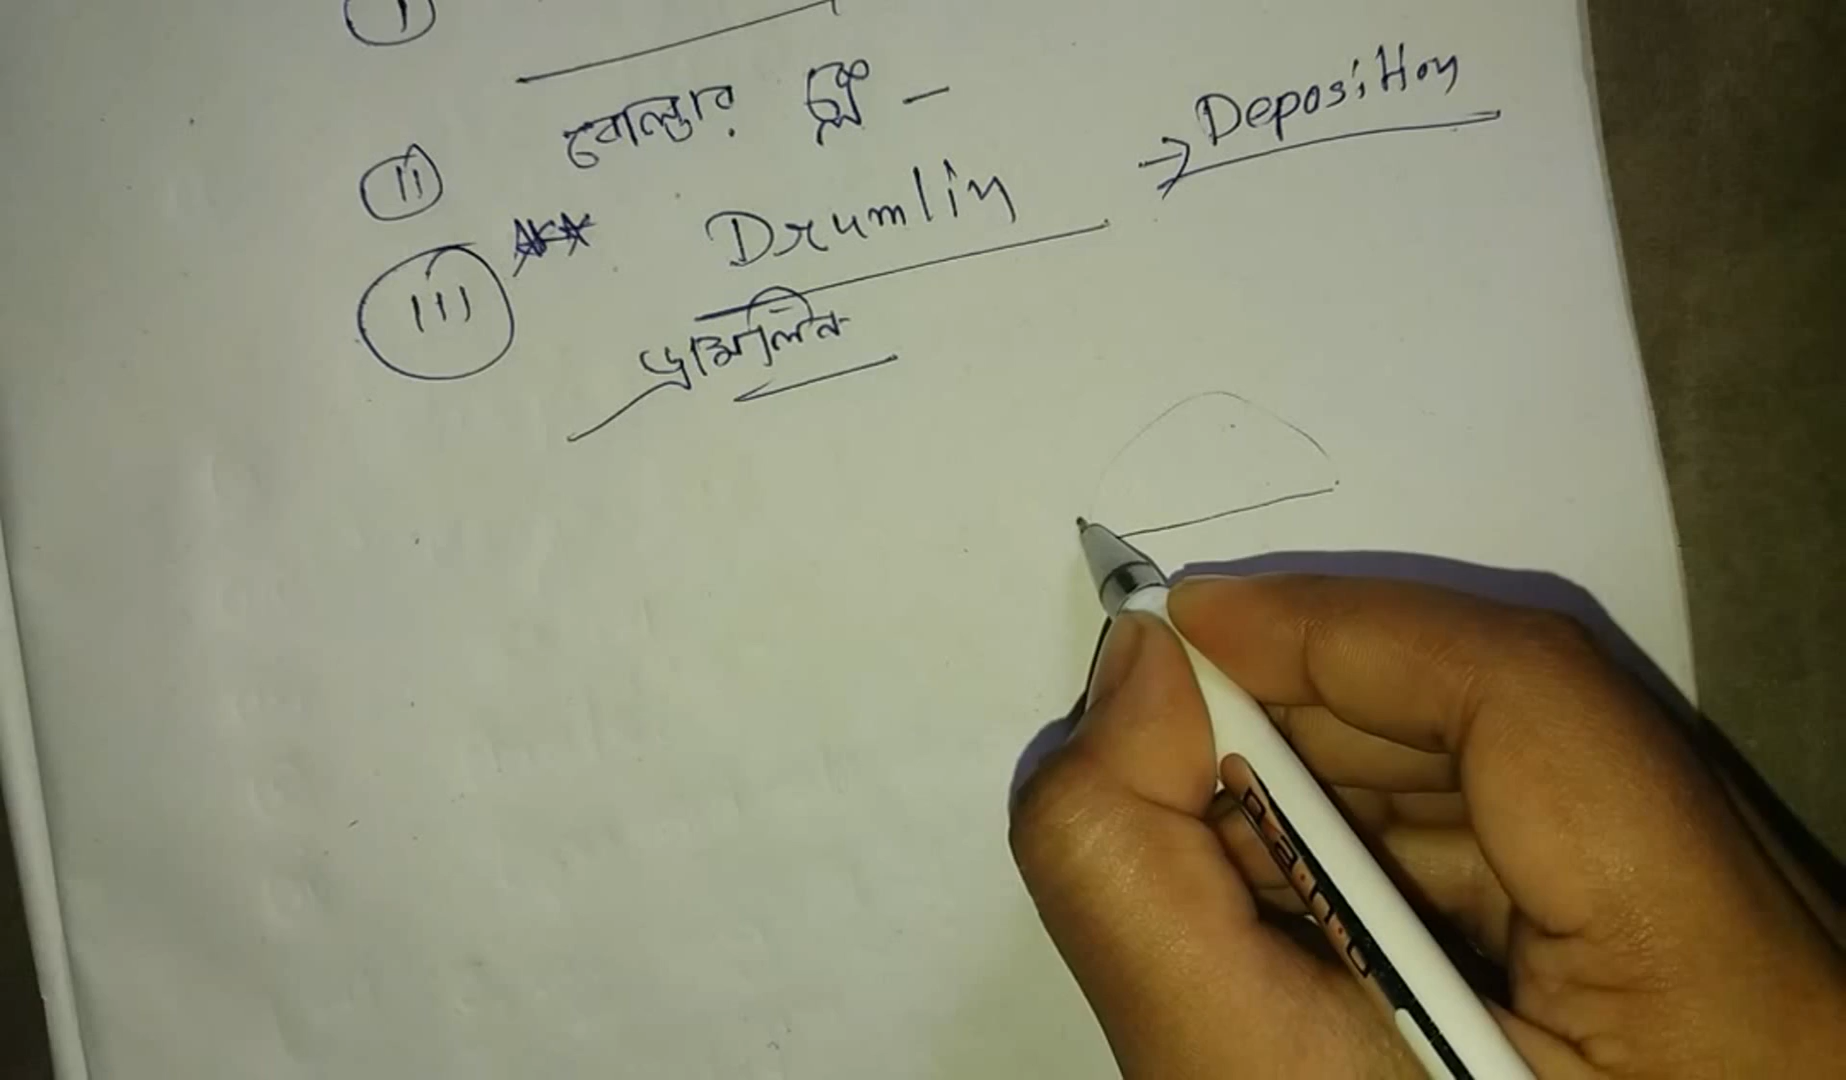 I
II বোল্ডার ক্লে -
→ Deposition
III Drumlin
ড্রামলিন